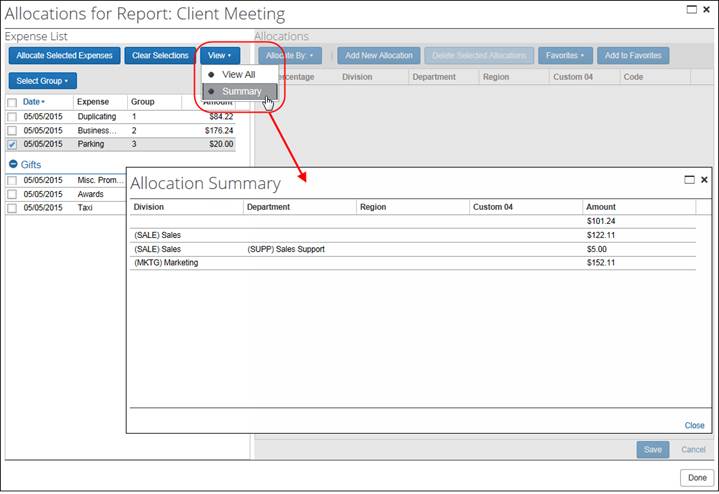 Allocations for Report: Client Meeting
Expense List
Allocate Selected Expenses Clear Selections View
Select Group
View All
Summary
Date Expense Group Amount
05/05/2015 Duplicating 1 $84.22
05/05/2015 Business... 2 $176.24
05/05/2015 Parking 3 $20.00
Gifts
05/05/2015 Misc. Prom...
05/05/2015 Awards
05/05/2015 Taxi
Allocations
Allocate By: Add New Allocation Delete Selected Allocations Favorites Add to Favorites
Division Department Region Custom 04 Code
Allocation Summary
Division Department Region Custom 04 Amount
$101.24
(SALE) Sales $122.11
(SALE) Sales (SUPP) Sales Support $5.00
(MKTG) Marketing $152.11
Close
Save Cancel
Done